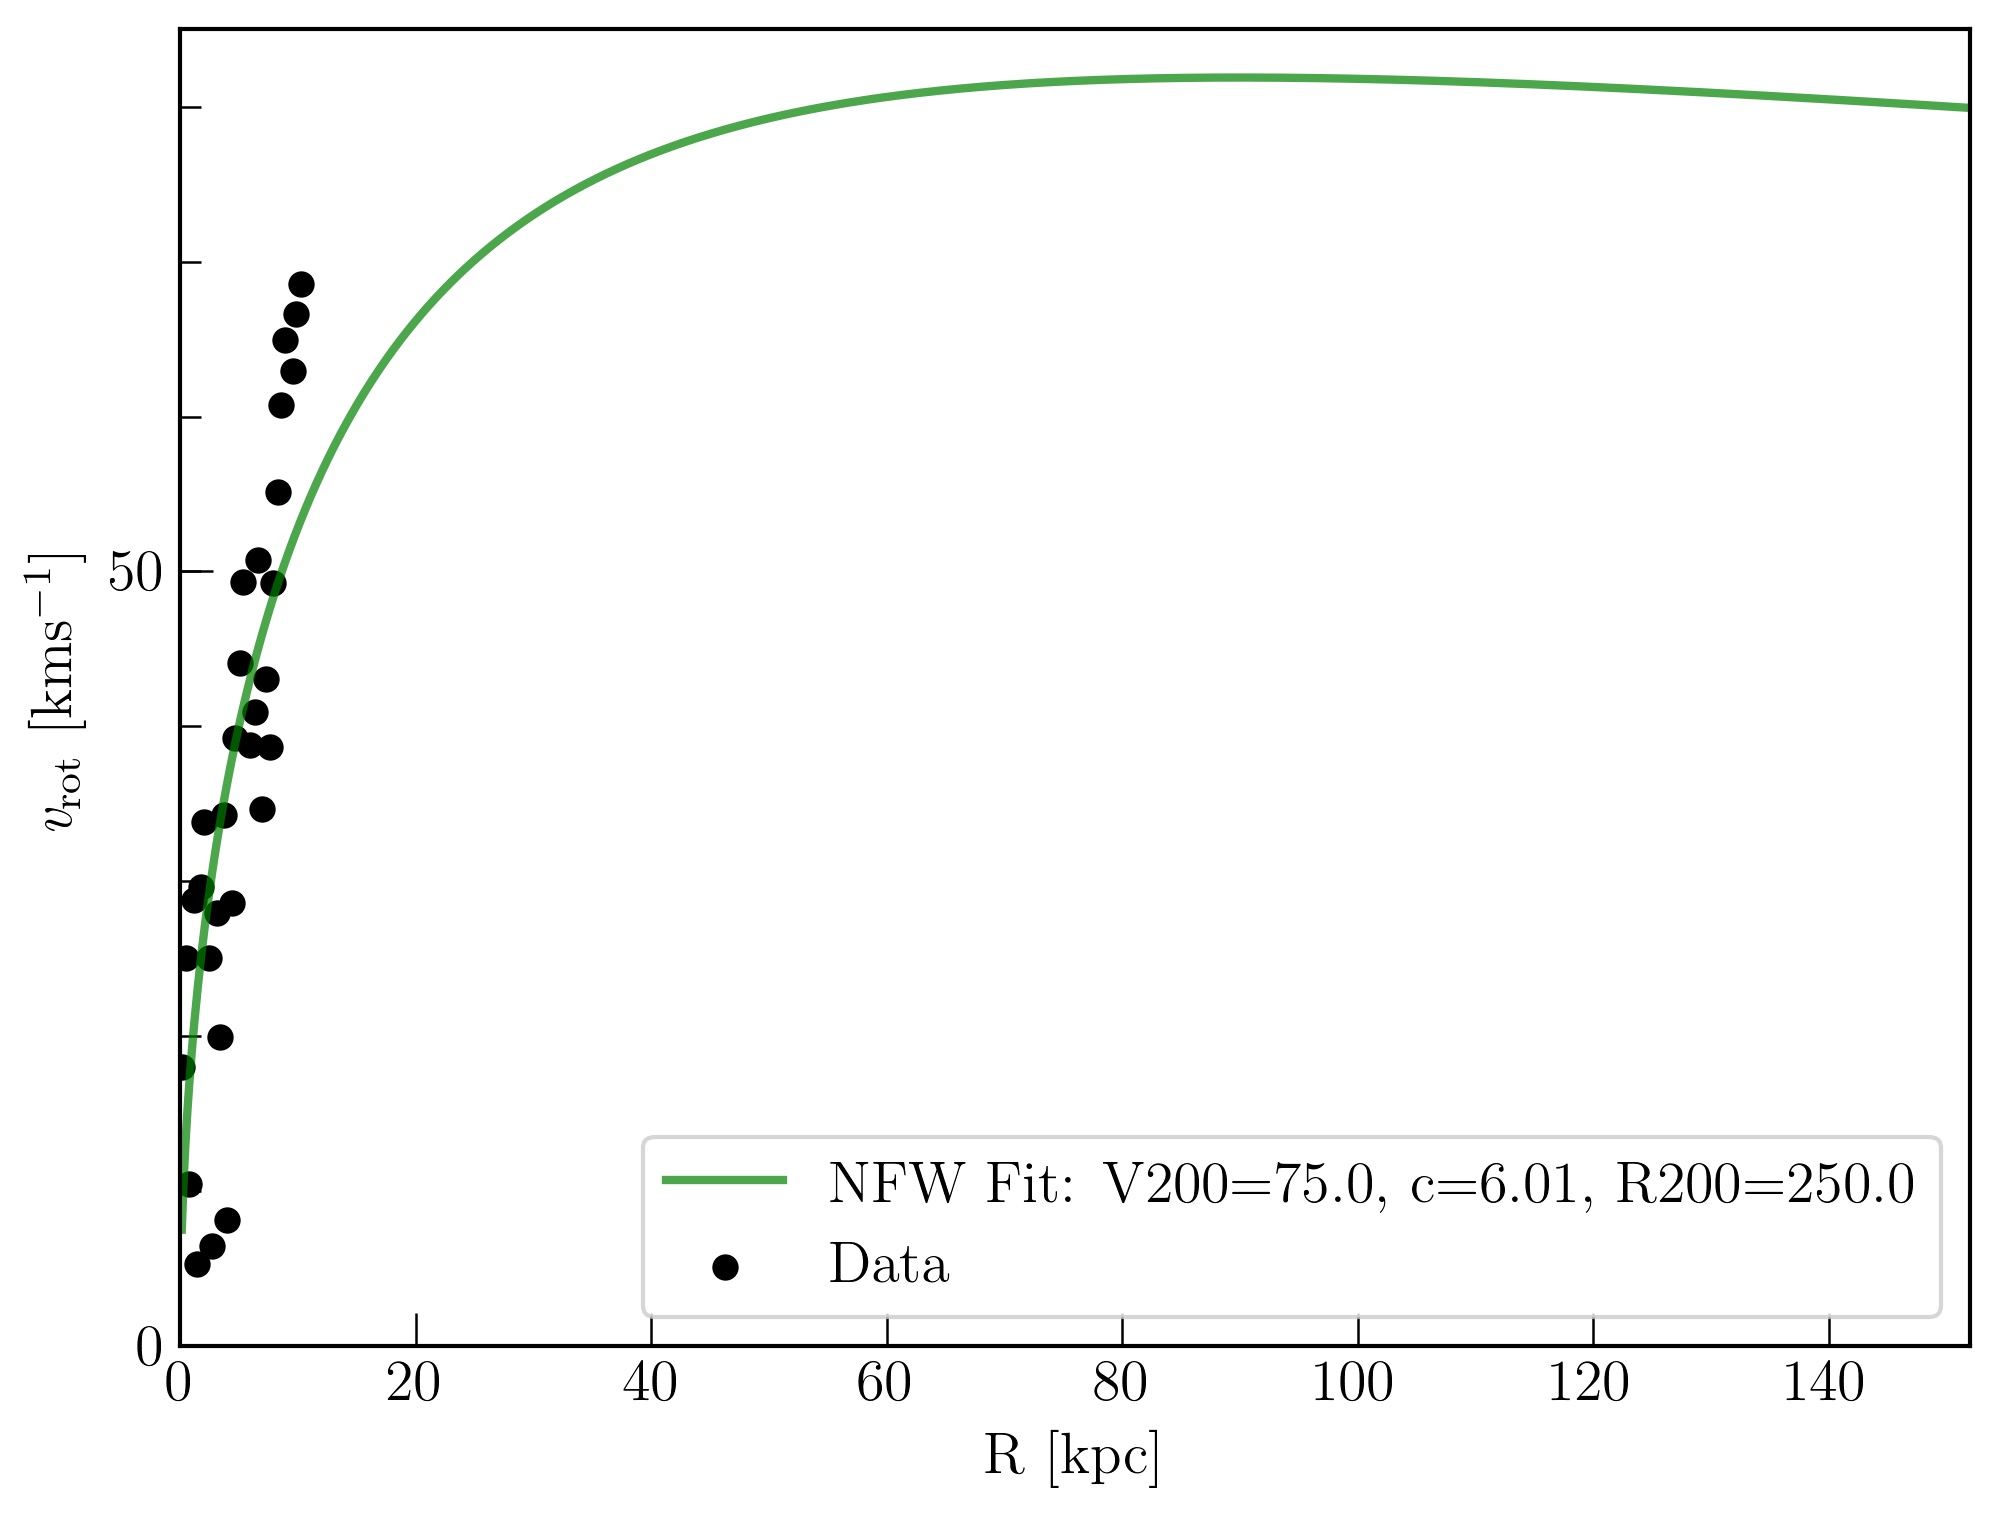 50
0
v_rot [kms^−1]
0 20 40 60 80 100 120 140
R [kpc]
NFW Fit: V200=75.0, c=6.01, R200=250.0
Data